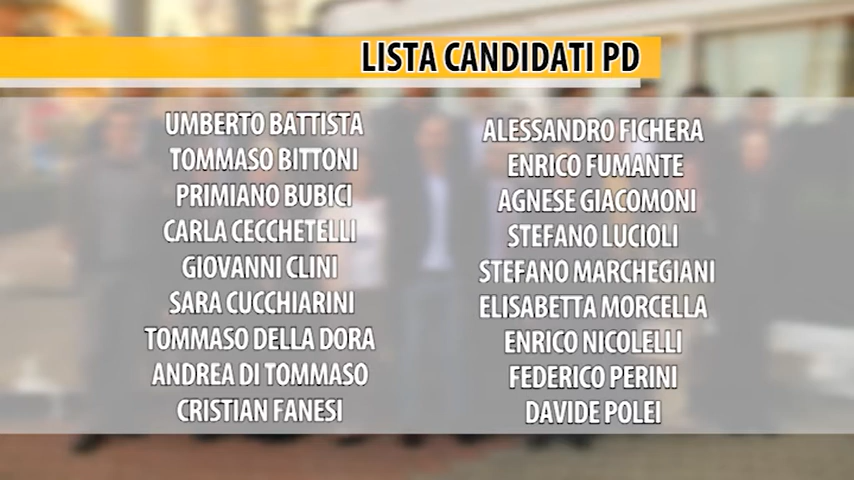 LISTA CANDIDATI PD
UMBERTO BATTISTA
TOMMASO BITTONI
PRIMIANO BUBICI
CARLA CECCHETELLI
GIOVANNI CLINI
SARA CUCCHIARINI
TOMMASO DELLA DORA
ANDREA DI TOMMASO
CRISTIAN FANESI
ALESSANDRO FICHERA
ENRICO FUMANTE
AGNESE GIACOMONI
STEFANO LUCIOLI
STEFANO MARCHEGIANI
ELISABETTA MORCELLA
ENRICO NICOLELLI
FEDERICO PERINI
DAVIDE POLEI